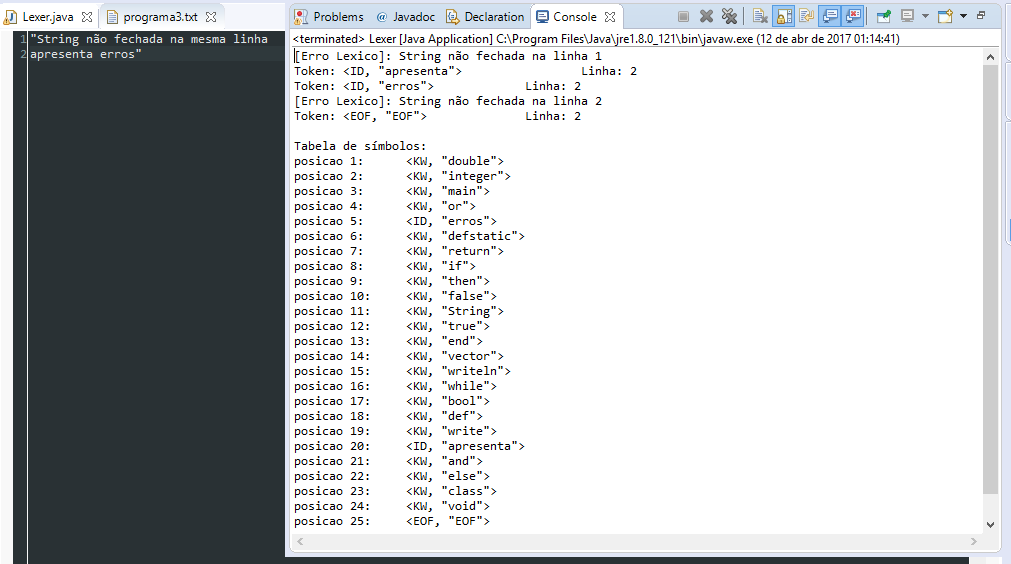 Lexer.java programa3.txt
Problems @ Javadoc Declaration Console
<terminated> Lexer [Java Application] C:\Program Files\Java\jre1.8.0_121\bin\javaw.exe (12 de abr de 2017 01:14:41)
1 "String não fechada na mesma linha
2 apresenta erros"
[Erro Lexico]: String não fechada na linha 1
Token: <ID, "apresenta"> Linha: 2
Token: <ID, "erros"> Linha: 2
[Erro Lexico]: String não fechada na linha 2
Token: <EOF, "EOF"> Linha: 2
Tabela de símbolos:
posicao 1: <KW, "double">
posicao 2: <KW, "integer">
posicao 3: <KW, "main">
posicao 4: <KW, "or">
posicao 5: <ID, "erros">
posicao 6: <KW, "defstatic">
posicao 7: <KW, "return">
posicao 8: <KW, "if">
posicao 9: <KW, "then">
posicao 10: <KW, "false">
posicao 11: <KW, "String">
posicao 12: <KW, "true">
posicao 13: <KW, "end">
posicao 14: <KW, "vector">
posicao 15: <KW, "writeln">
posicao 16: <KW, "while">
posicao 17: <KW, "bool">
posicao 18: <KW, "def">
posicao 19: <KW, "write">
posicao 20: <ID, "apresenta">
posicao 21: <KW, "and">
posicao 22: <KW, "else">
posicao 23: <KW, "class">
posicao 24: <KW, "void">
posicao 25: <EOF, "EOF">